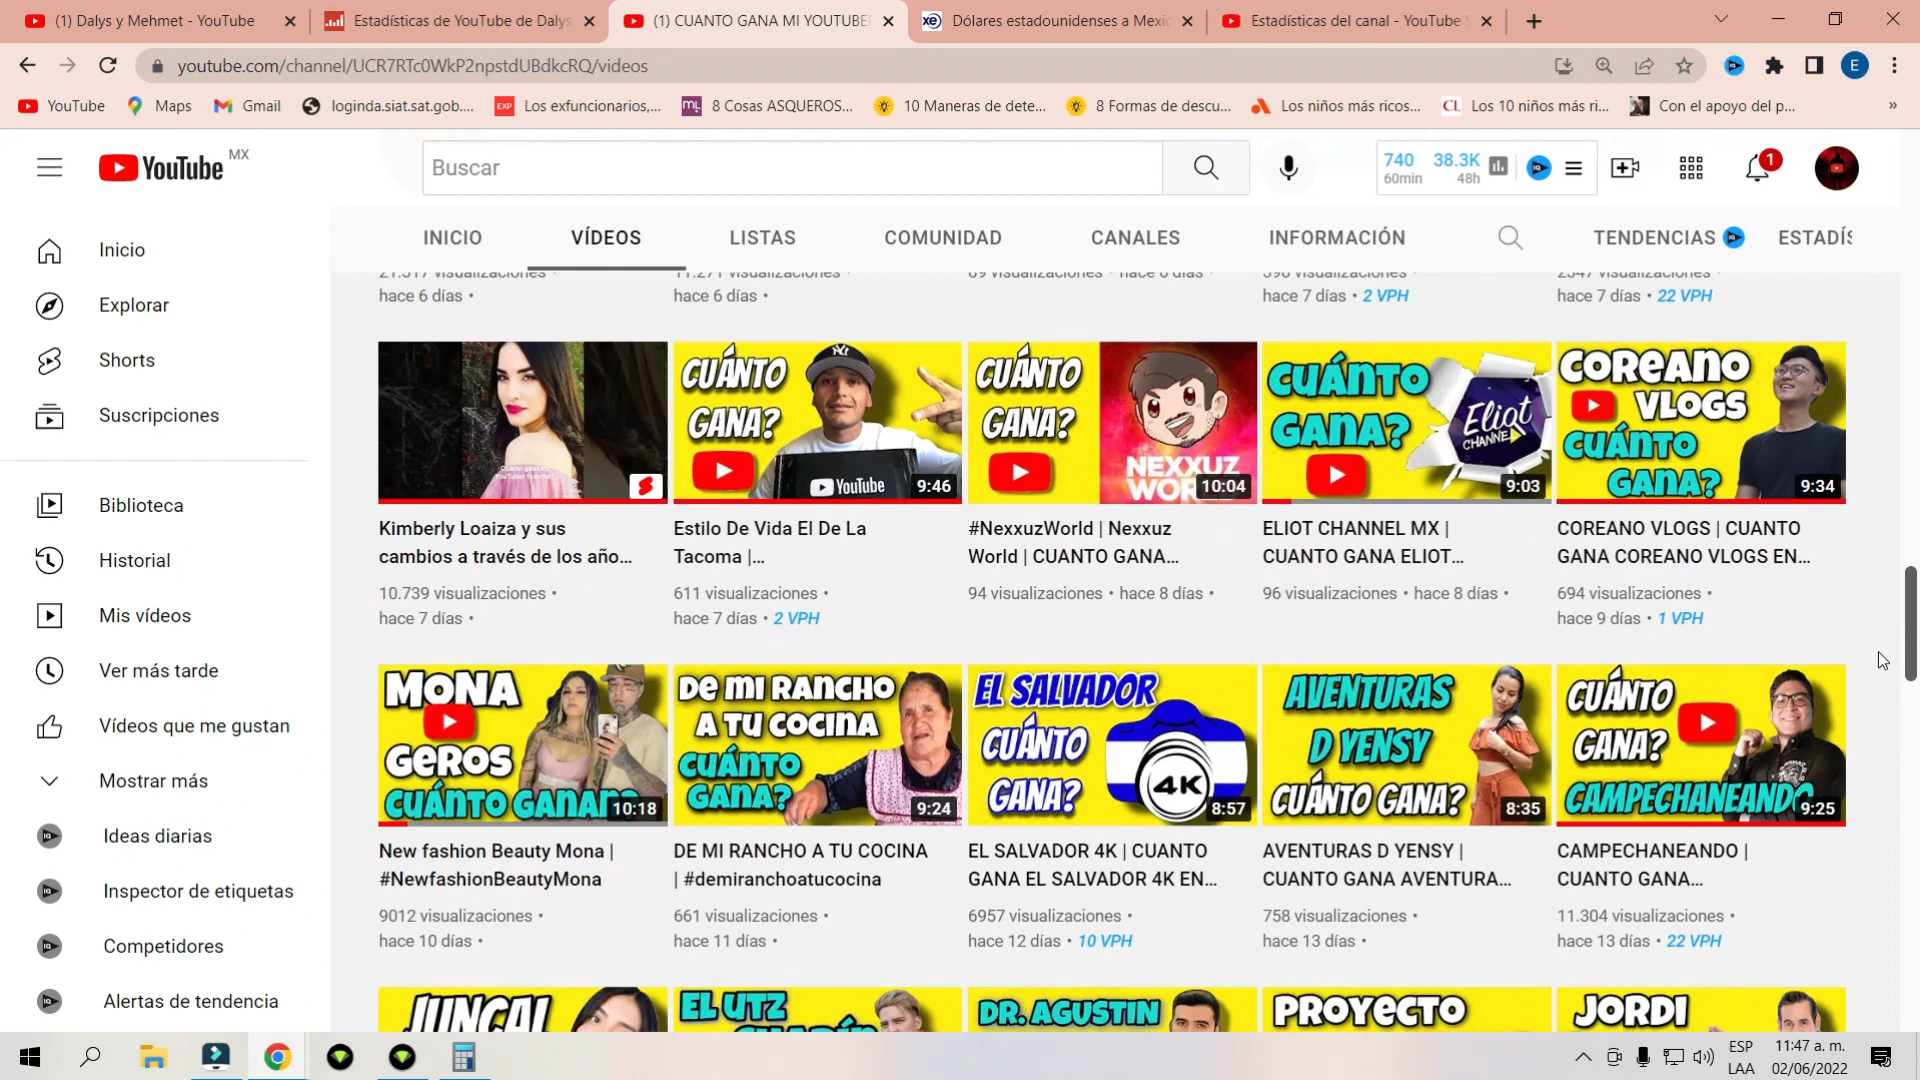 (1) Dalys y Mehmet - YouTube
Estadísticas de YouTube de Dalys
(1) CUANTO GANA MI YOUTUBE
Dólares estadounidenses a Mexic
Estadísticas del canal - YouTube S
youtube.com/channel/UCR7RTc0WkP2npstdUBdkcRQ/videos
E
YouTube
Maps
Gmail
loginda.siat.sat.gob....
EXP Los exfuncionarios,...
8 Cosas ASQUEROS...
10 Maneras de dete...
8 Formas de descu...
Los niños más ricos...
CL Los 10 niños más ri...
Con el apoyo del p...
YouTube MX
Buscar
740 38.3K
60min 48h
1
INICIO
VÍDEOS
LISTAS
COMUNIDAD
CANALES
INFORMACIÓN
TENDENCIAS
ESTADÍS
Inicio
Explorar
Shorts
Suscripciones
Biblioteca
Historial
Mis vídeos
Ver más tarde
Vídeos que me gustan
Mostrar más
Ideas diarias
Inspector de etiquetas
Competidores
Alertas de tendencia
hace 6 días •
hace 6 días •
hace 7 días • 2 VPH
hace 7 días • 22 VPH
Kimberly Loaiza y sus
cambios a través de los año...
10.739 visualizaciones •
hace 7 días •
CUÁNTO
GANA?
YouTube
9:46
Estilo De Vida El De La
Tacoma |...
611 visualizaciones •
hace 7 días • 2 VPH
CUÁNTO
GANA?
NEXXUZ
10:04
#NexxuzWorld | Nexxuz
World | CUANTO GANA...
94 visualizaciones • hace 8 días •
CUÁNTO
GANA?
Eliot
CHANNEL
9:03
ELIOT CHANNEL MX |
CUANTO GANA ELIOT...
96 visualizaciones • hace 8 días •
COREANO
VLOGS
CUÁNTO
GANA?
9:34
COREANO VLOGS | CUANTO
GANA COREANO VLOGS EN...
694 visualizaciones •
hace 9 días • 1 VPH
MONA
GEROS
CUÁNTO GANAN?
10:18
New fashion Beauty Mona |
#NewfashionBeautyMona
9012 visualizaciones •
hace 10 días •
DE MI RANCHO
A TU COCINA
CUÁNTO
GANA?
9:24
DE MI RANCHO A TU COCINA
| #demiranchoatucocina
661 visualizaciones •
hace 11 días •
EL SALVADOR
CUÁNTO
GANA?
4K
8:57
EL SALVADOR 4K | CUANTO
GANA EL SALVADOR 4K EN...
6957 visualizaciones •
hace 12 días • 10 VPH
AVENTURAS
D YENSY
CUÁNTO GANA?
8:35
AVENTURAS D YENSY |
CUANTO GANA AVENTURA...
758 visualizaciones •
hace 13 días •
CUÁNTO
GANA?
CAMPECHANEANDO
9:25
CAMPECHANEANDO |
CUANTO GANA...
11.304 visualizaciones •
hace 13 días • 22 VPH
JUNCAL
EL UTZ
DR. AGUSTIN
PROYECTO
JORDI
ESP
LAA
11:47 a. m.
02/06/2022